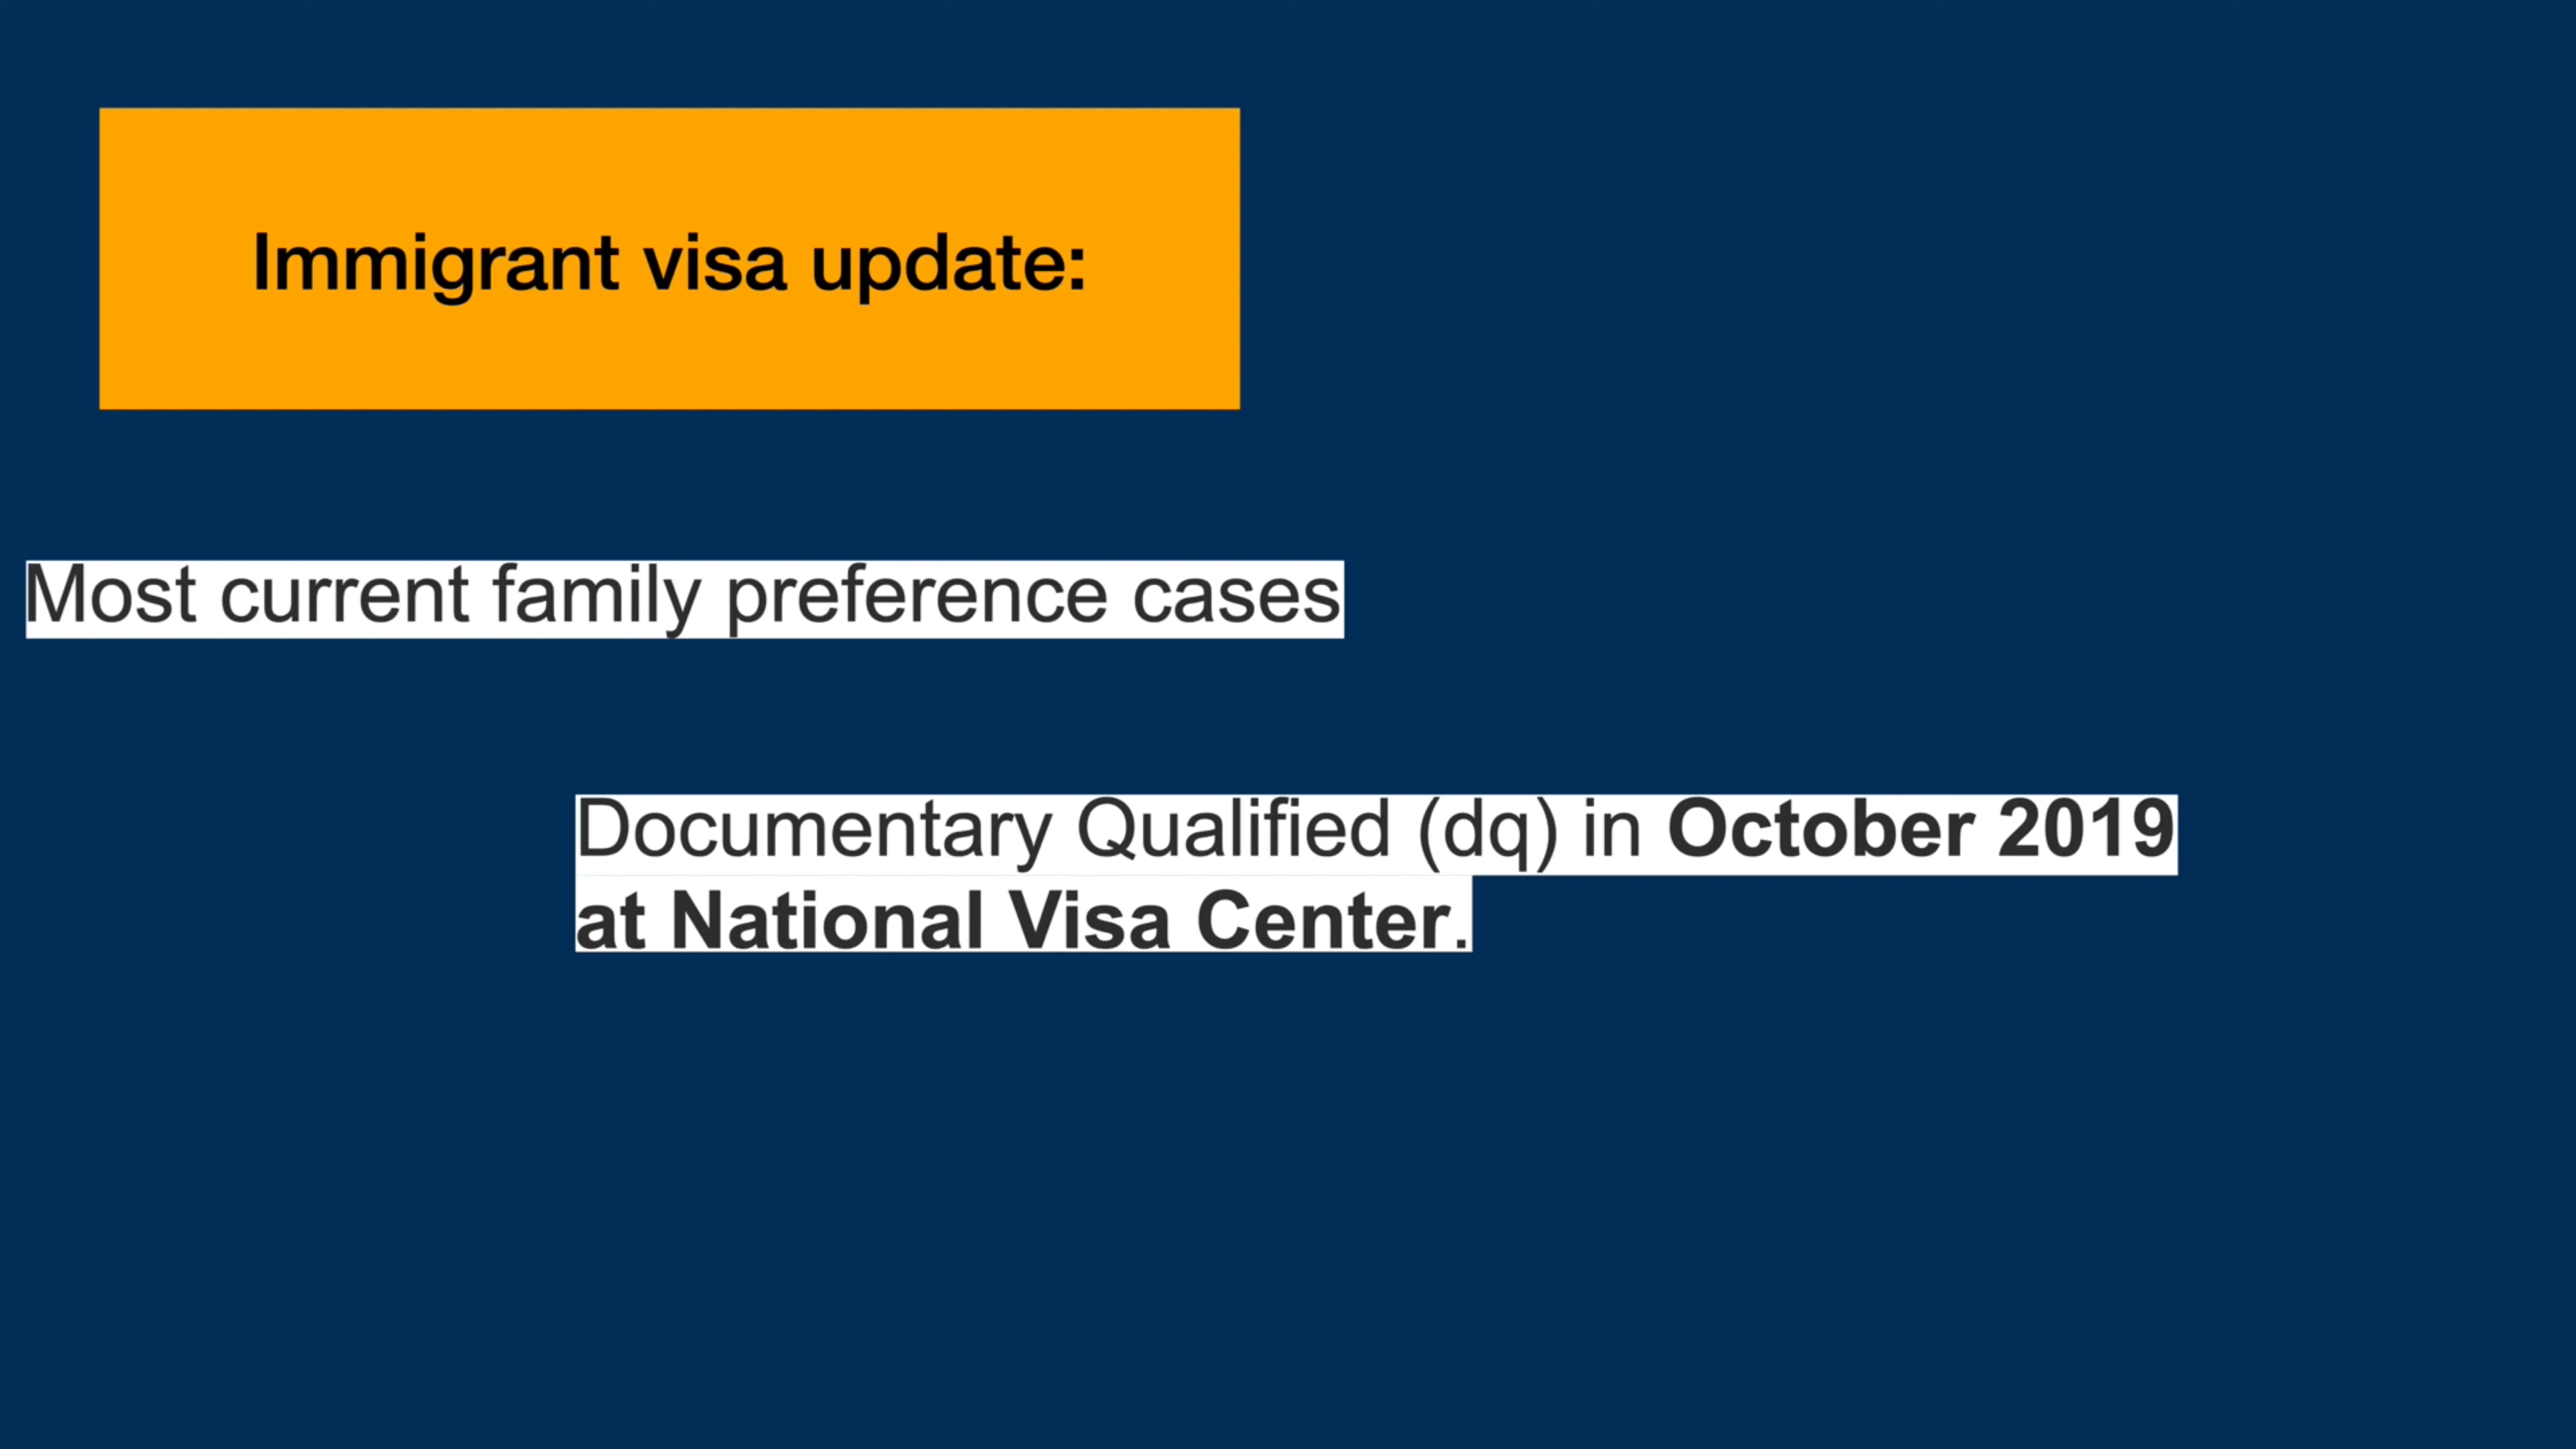 Immigrant visa update:
Most current family preference cases
Documentary Qualified (dq) in October 2019
at National Visa Center.